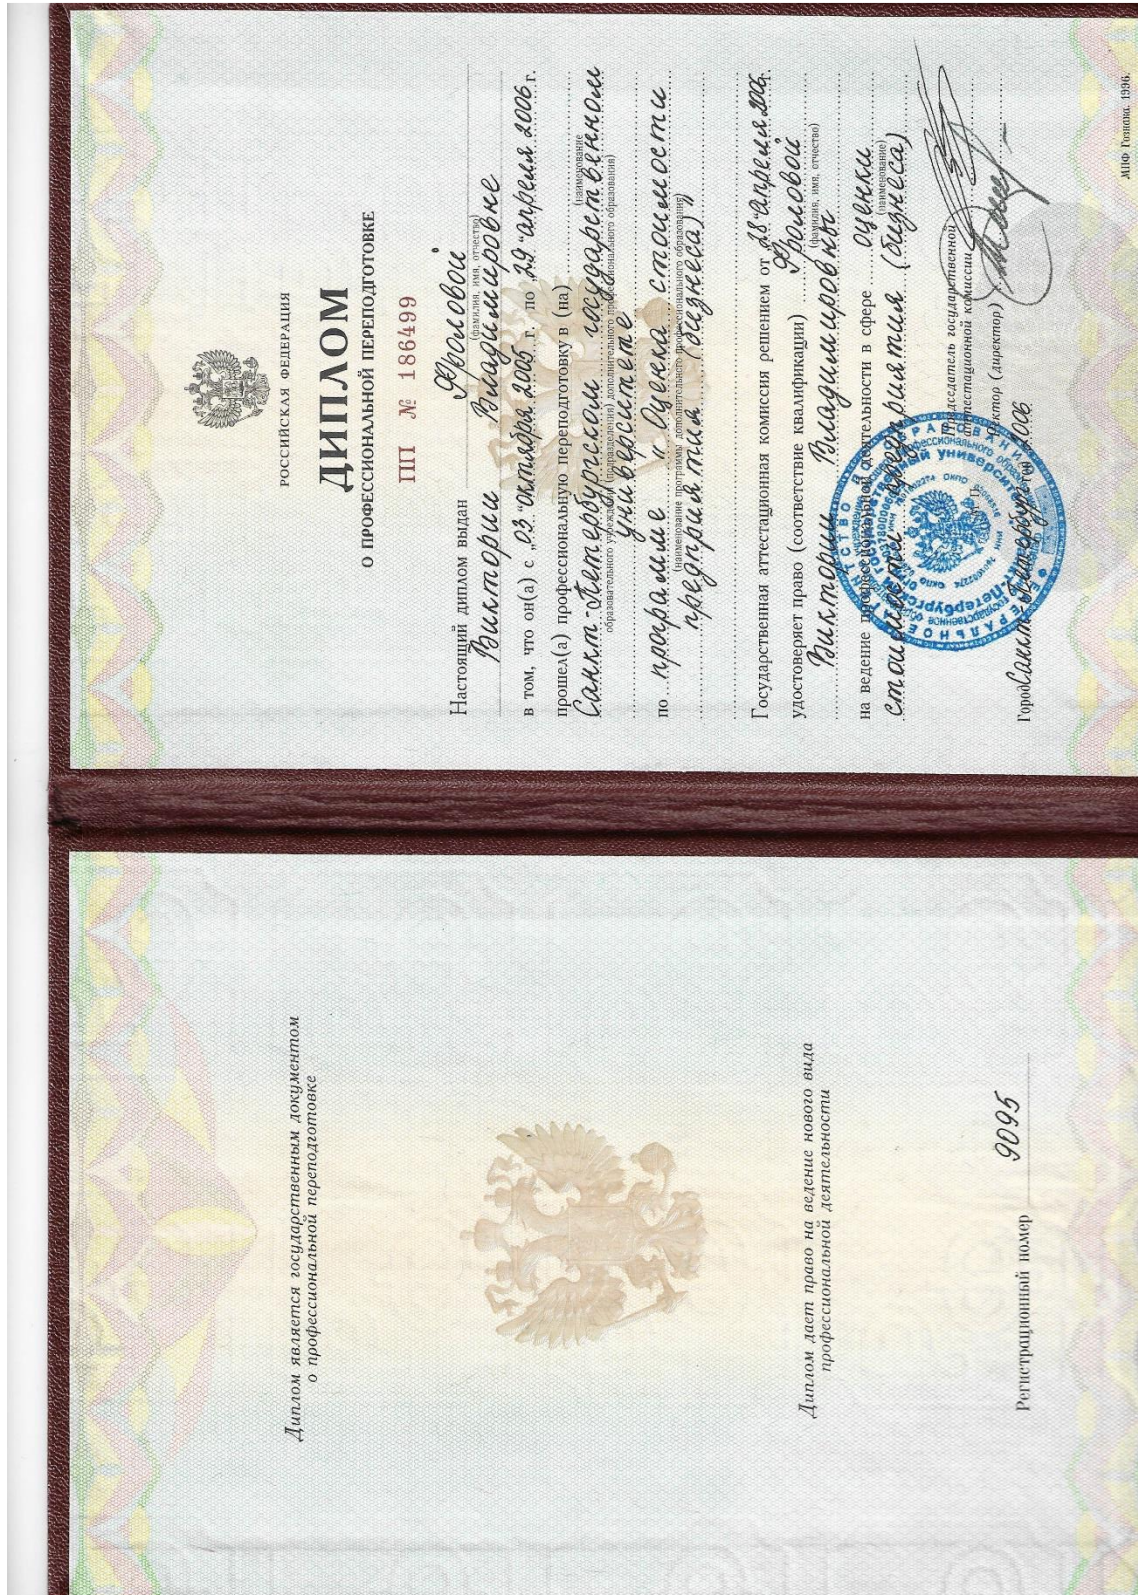 Диплом является государственным документом
о профессиональной переподготовке
Диплом дает право на ведение нового вида
профессиональной деятельности
Регистрационный номер 9095
РОССИЙСКАЯ ФЕДЕРАЦИЯ
ДИПЛОМ
О ПРОФЕССИОНАЛЬНОЙ ПЕРЕПОДГОТОВКЕ
ПП № 186499
Настоящий диплом выдан Фроловой
(фамилия, имя, отчество)
Виктории Владимировне
в том, что он(а) с „03 “ октября 2005 г. по „29 “ апреля 2006 г.
прошел(а) профессиональную переподготовку в (на)
(наименование
Санкт-Петербургском государственном
образовательного учреждения (подразделения) дополнительного профессионального образования)
университете
по программе „Оценка стоимости
(наименование программы дополнительного профессионального образования)
предприятия (бизнеса)"
Государственная аттестационная комиссия решением от „28 “ апреля 2006г.
удостоверяет право (соответствие квалификации) Фроловой
(фамилия, имя, отчество)
Виктории Владимировны
на ведение профессиональной деятельности в сфере оценки
(наименование)
стоимости предприятия (бизнеса)
Председатель государственной
аттестационной комиссии
Ректор (директор)
Город Санкт-Петербург 2006
МПФ Гознака. 1996.